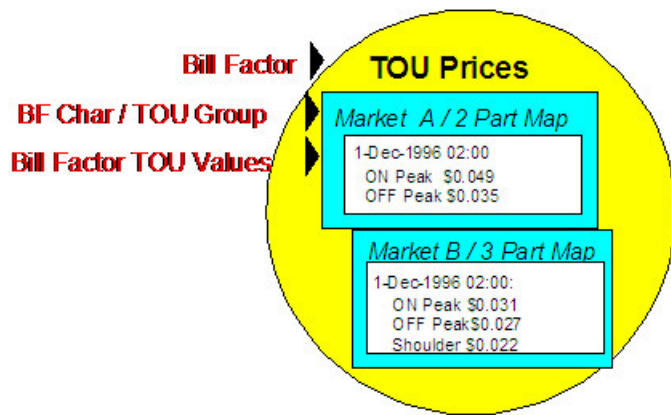 Bill Factor
TOU Prices
BF Char / TOU Group
Market A / 2 Part Map
Bill Factor TOU Values
1-Dec-1996 02:00
ON Peak $0.049
OFF Peak $0.035
Market B / 3 Part Map
1-Dec-1996 02:00:
ON Peak $0.031
OFF Peak$0.027
Shoulder $0.022